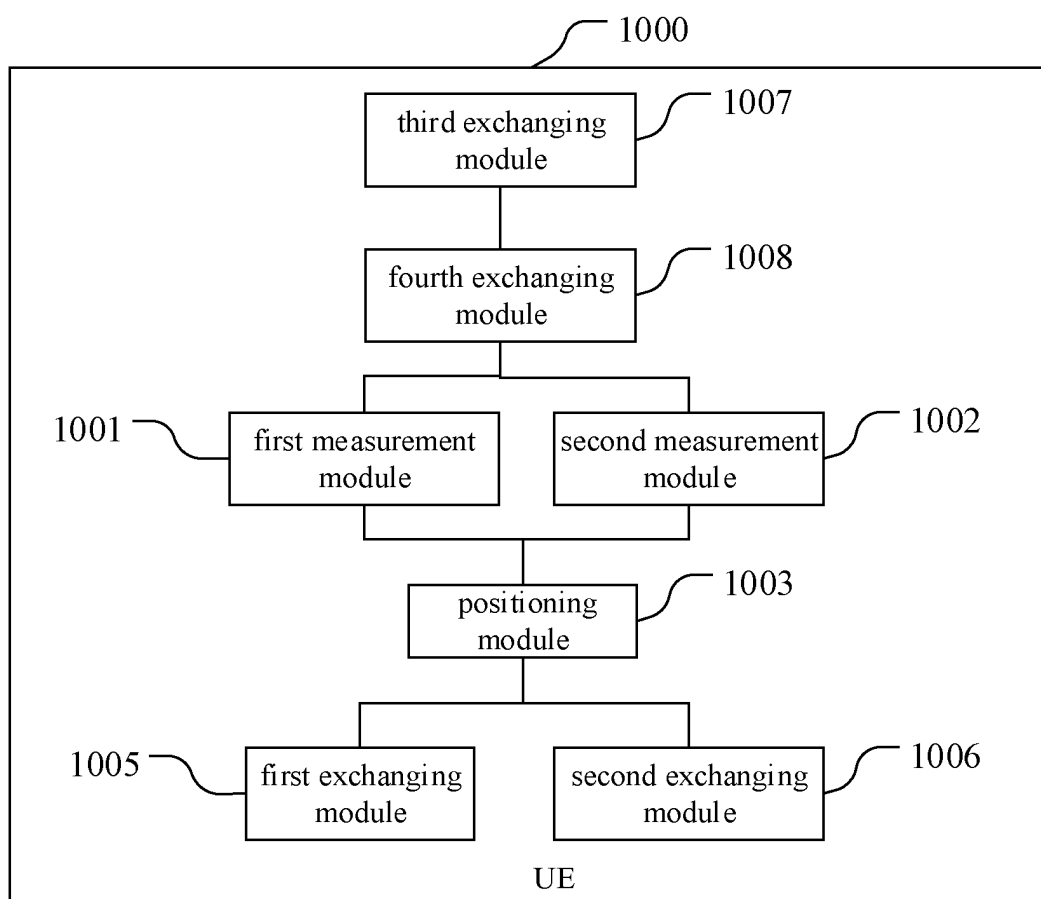 1000
third exchanging
module
1007
fourth exchanging
module
1008
1001
first measurement
module
second measurement
module
1002
positioning
module
1003
1005
first exchanging
module
second exchanging
module
1006
UE